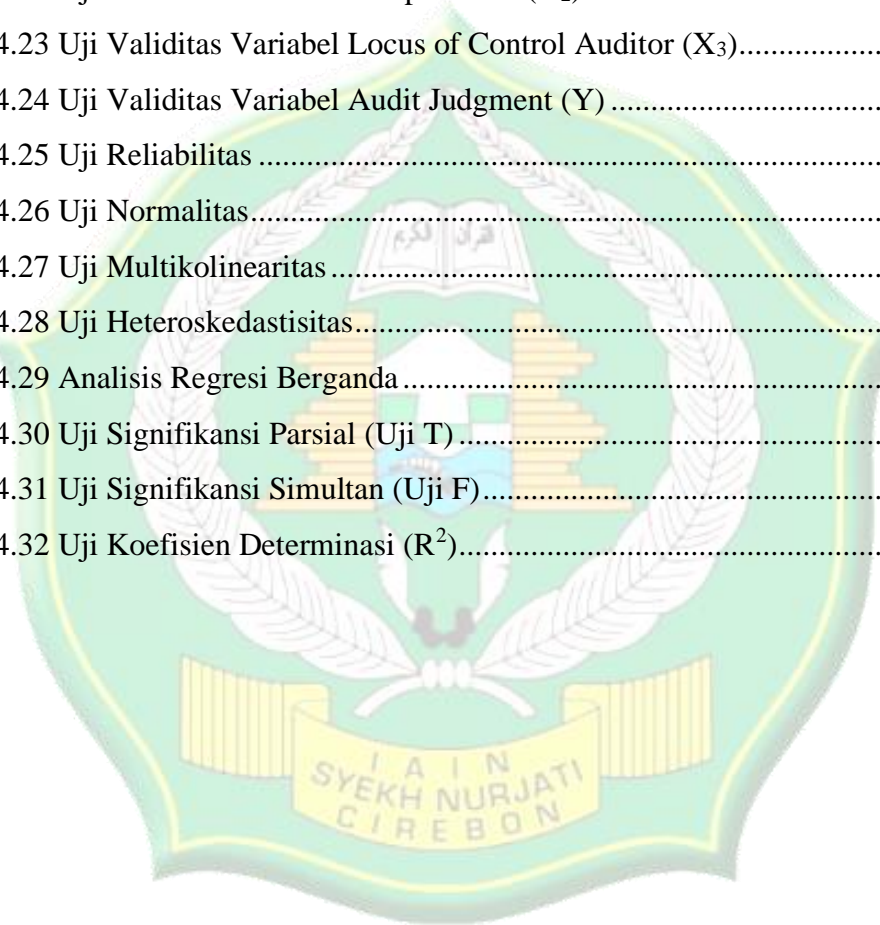 4.23 Uji Validitas Variabel Locus of Control Auditor (X₃)................
4.24 Uji Validitas Variabel Audit Judgment (Y) ................
4.25 Uji Reliabilitas ................
4.26 Uji Normalitas................
4.27 Uji Multikolinearitas ................
4.28 Uji Heteroskedastisitas................
4.29 Analisis Regresi Berganda ................
4.30 Uji Signifikansi Parsial (Uji T) ................
4.31 Uji Signifikansi Simultan (Uji F)................
4.32 Uji Koefisien Determinasi (R²)................
القرآن الكرم
IAIN
SYEKH NURJATI
CIREBON